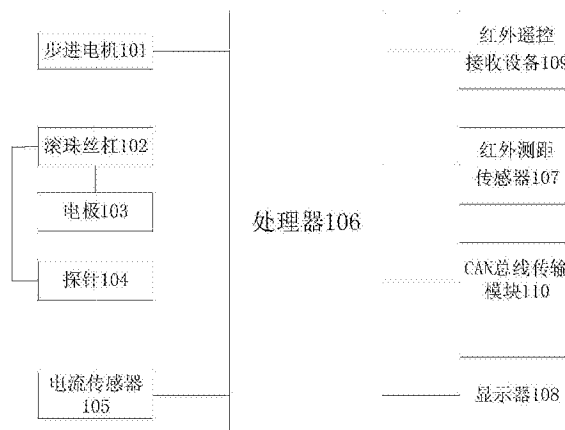 步进电机101
滚珠丝杠102
电极103
探针104
电流传感器
105
处理器106
红外遥控
接收设备109
红外测距
传感器107
CAN总线传输
模块110
显示器108